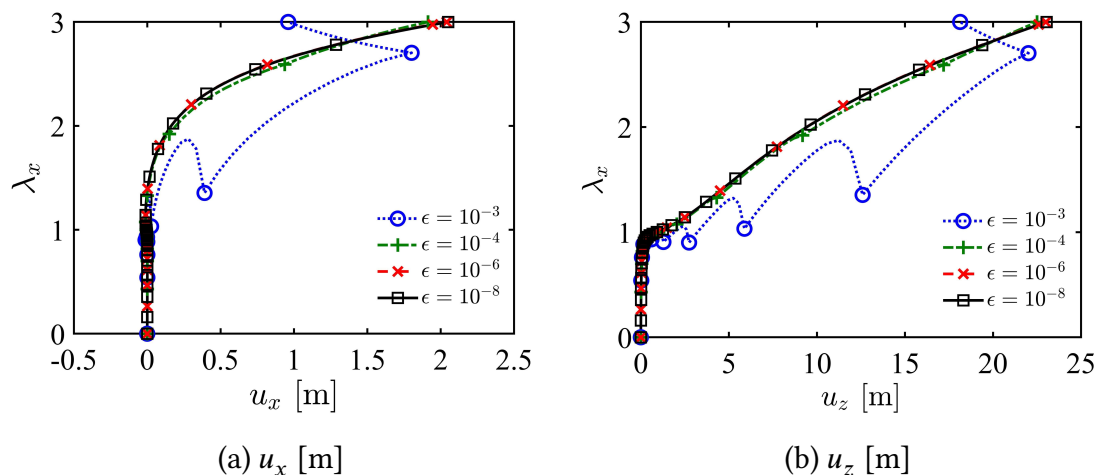 3
2
1
0
λₓ
-0.5
0
0.5
1
1.5
2
2.5
uₓ [m]
ϵ = 10⁻³
ϵ = 10⁻⁴
ϵ = 10⁻⁶
ϵ = 10⁻⁸
(a) uₓ [m]
3
2
1
0
λₓ
0
5
10
15
20
25
u_z [m]
ϵ = 10⁻³
ϵ = 10⁻⁴
ϵ = 10⁻⁶
ϵ = 10⁻⁸
(b) u_z [m]